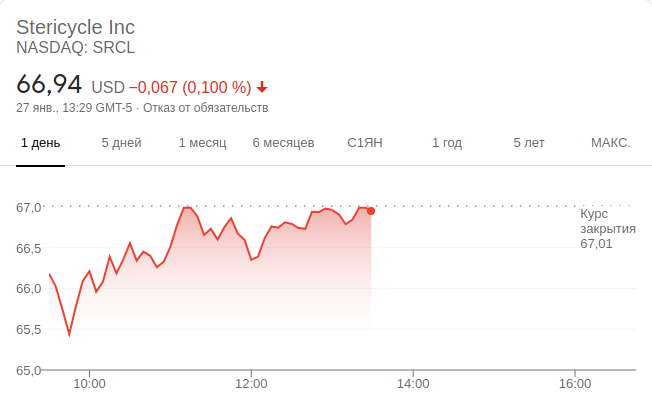 Stericycle Inc
NASDAQ: SRCL
66,94 USD −0,067 (0,100 %)
27 янв., 13:29 GMT-5 · Отказ от обязательств
1 день 5 дней 1 месяц 6 месяцев С1ЯН 1 год 5 лет МАКС.
67,0
66,5
66,0
65,5
65,0
Курс
закрытия
67,01
10:00 12:00 14:00 16:00